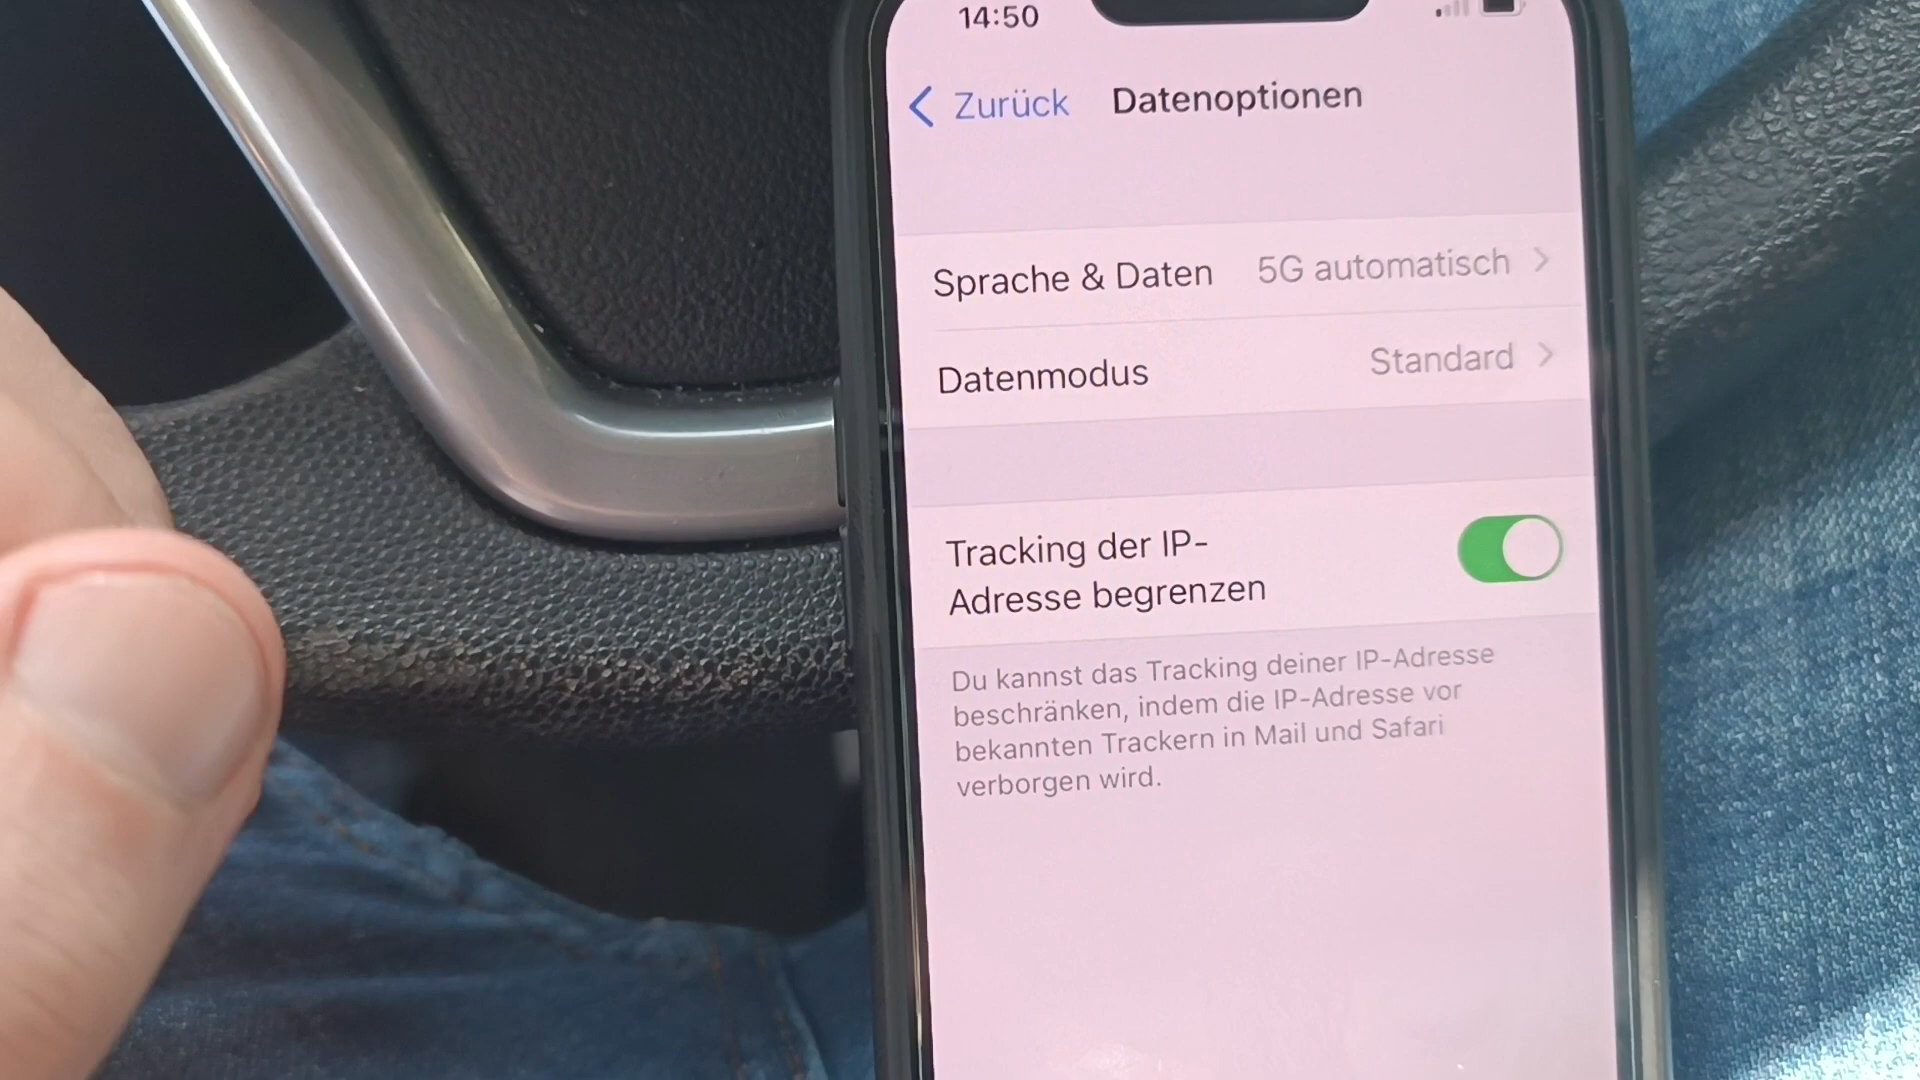 14:50
Zurück Datenoptionen
Sprache & Daten 5G automatisch
Datenmodus Standard
Tracking der IP-
Adresse begrenzen
Du kannst das Tracking deiner IP-Adresse
beschränken, indem die IP-Adresse vor
bekannten Trackern in Mail und Safari
verborgen wird.